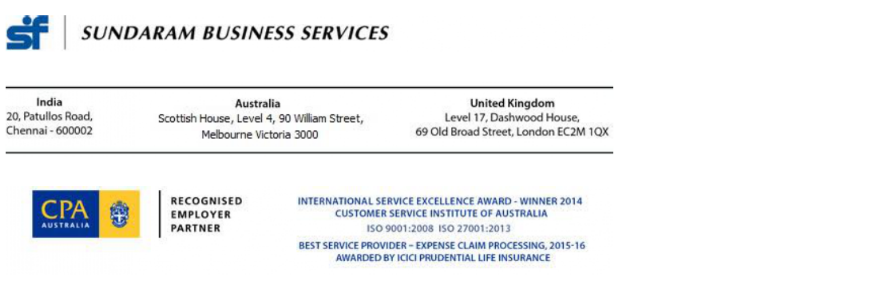 sf
SUNDARAM BUSINESS SERVICES
India
20, Patullos Road,
Chennai - 600002
Australia
Scottish House, Level 4, 90 William Street,
Melbourne Victoria 3000
United Kingdom
Level 17, Dashwood House,
69 Old Broad Street, London EC2M 1QX
CPA
AUSTRALIA
RECOGNISED
EMPLOYER
PARTNER
INTERNATIONAL SERVICE EXCELLENCE AWARD - WINNER 2014
CUSTOMER SERVICE INSTITUTE OF AUSTRALIA
ISO 9001:2008 ISO 27001:2013
BEST SERVICE PROVIDER – EXPENSE CLAIM PROCESSING, 2015-16
AWARDED BY ICICI PRUDENTIAL LIFE INSURANCE